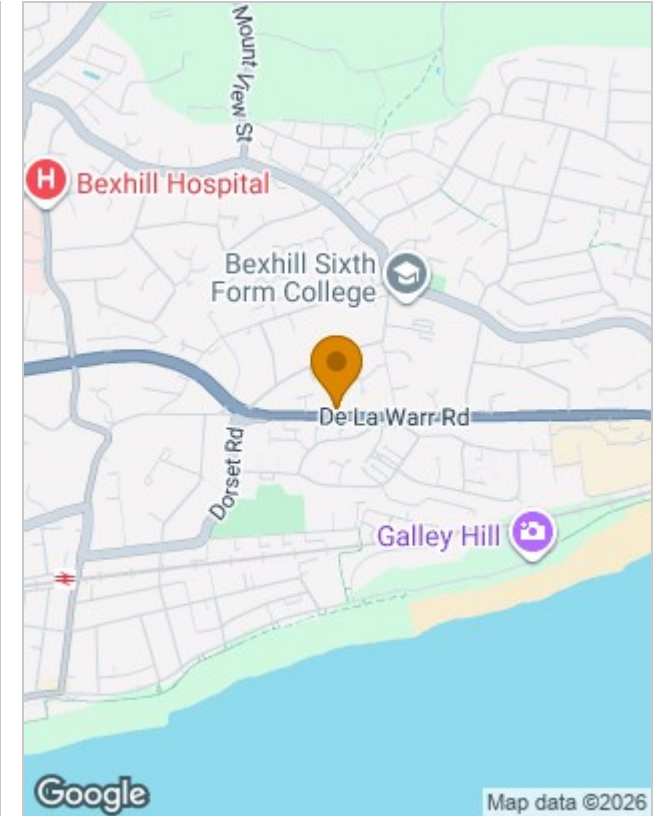 Mount View St
H
Bexhill Hospital
Bexhill Sixth
Form College
De La Warr Rd
Dorset Rd
Galley Hill
Google
Map data ©2026